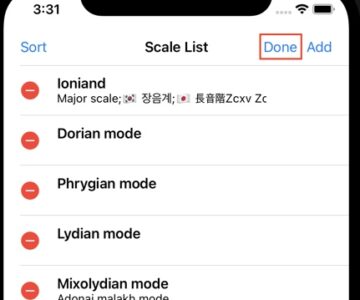 3:31
Sort Scale List Done Add
Ioniand
Major scale;🇰🇷 장음계;🇯🇵 長音階Zcxv Zc
Dorian mode
Phrygian mode
Lydian mode
Mixolydian mode
Adonai malakh mode